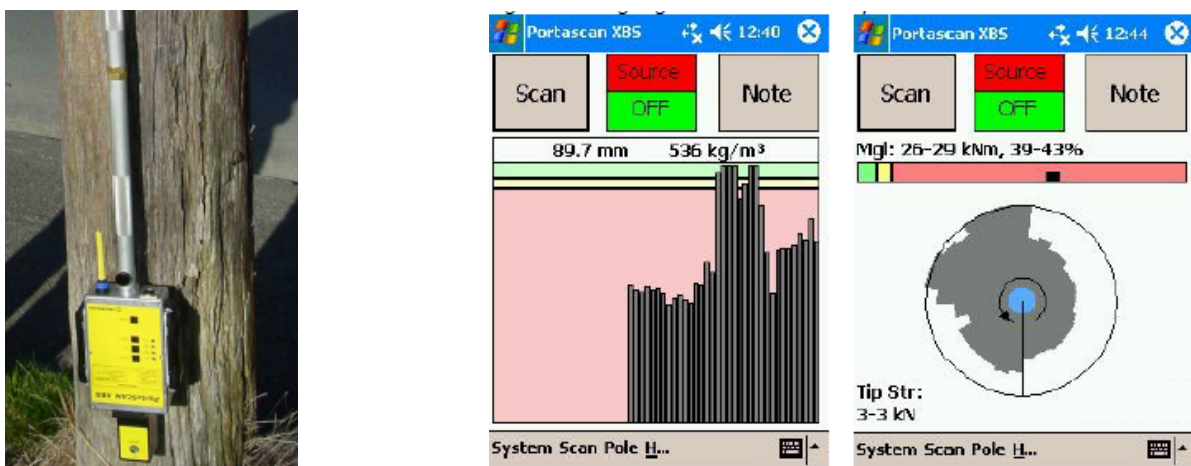 PORTASCAN XBS
Portascan XBS 12:40
Scan
Source
OFF
Note
89.7 mm 536 kg/m³
System Scan Pole H...
Portascan XBS 12:44
Scan
Source
OFF
Note
Mgl: 26-29 kNm, 39-43%
Tip Str:
3-3 kN
System Scan Pole H...